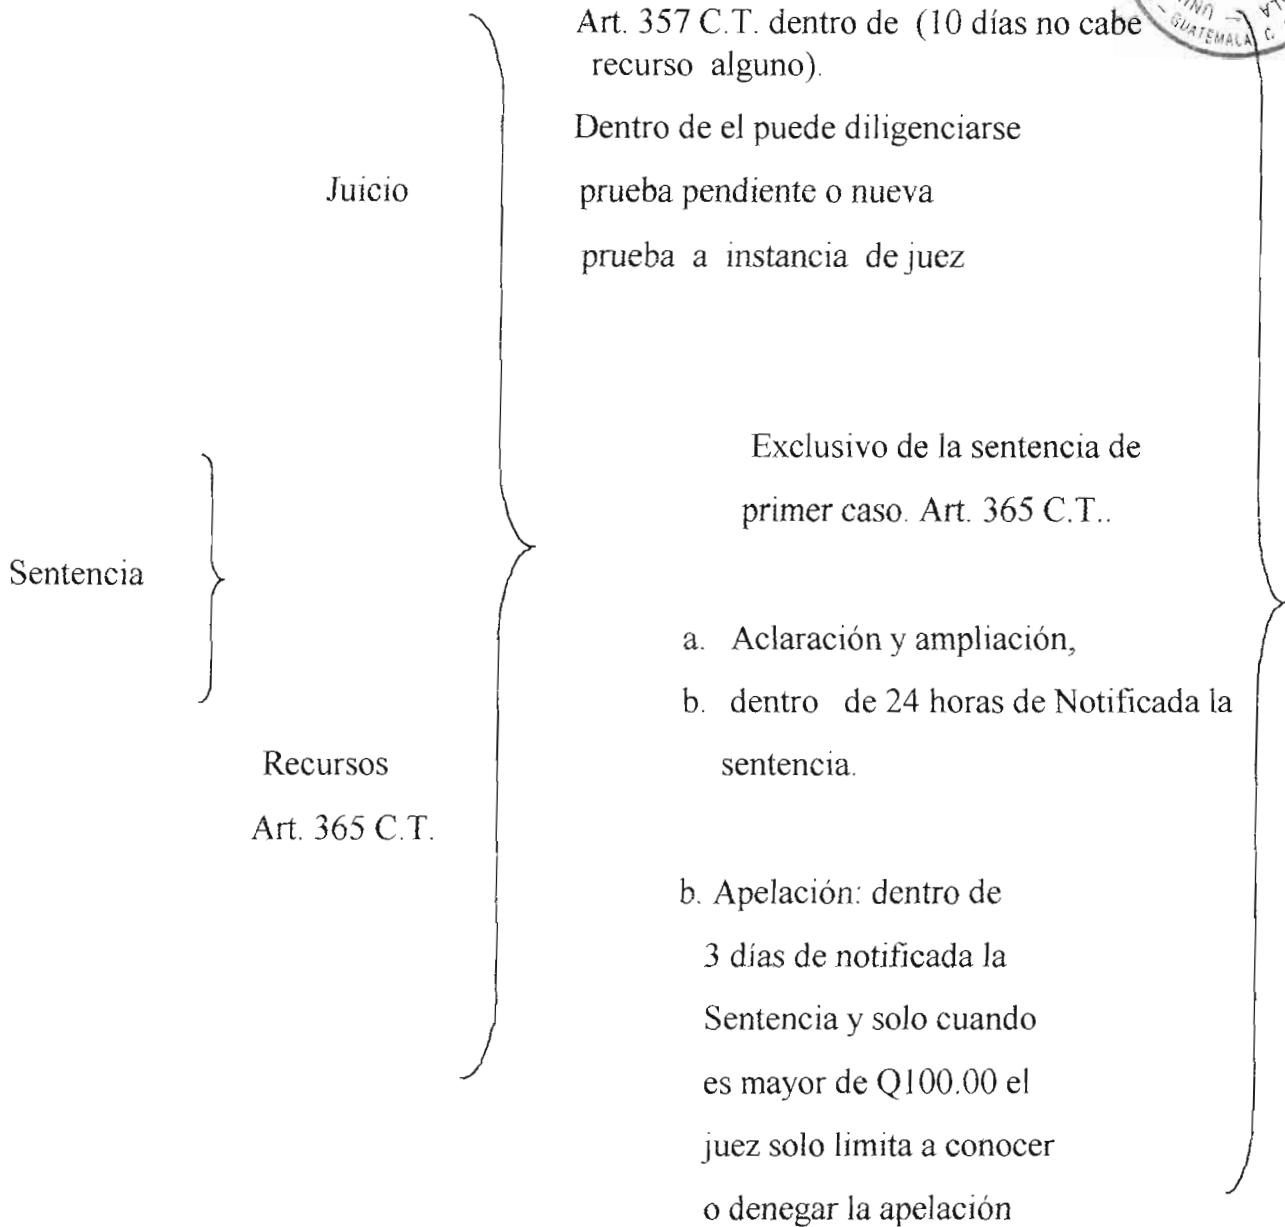 Art. 357 C.T. dentro de (10 días no cabe
recurso alguno).
GUATEMALA C.
Dentro de el puede diligenciarse
Juicio
prueba pendiente o nueva
prueba a instancia de juez
Exclusivo de la sentencia de
primer caso. Art. 365 C.T..
Sentencia
a. Aclaración y ampliación,
b. dentro de 24 horas de Notificada la
sentencia.
Recursos
Art. 365 C.T.
b. Apelación: dentro de
3 días de notificada la
Sentencia y solo cuando
es mayor de Q100.00 el
juez solo limita a conocer
o denegar la apelación